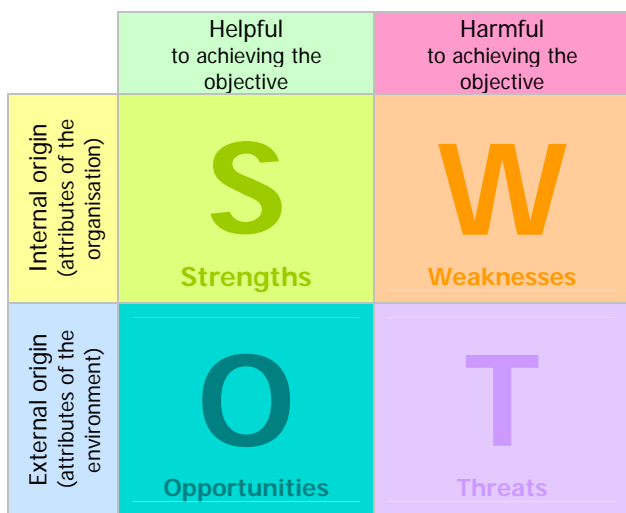 Helpful
to achieving the
objective
Harmful
to achieving the
objective
Internal origin
(attributes of the
organisation)
S
Strengths
W
Weaknesses
External origin
(attributes of the
environment)
O
Opportunities
T
Threats